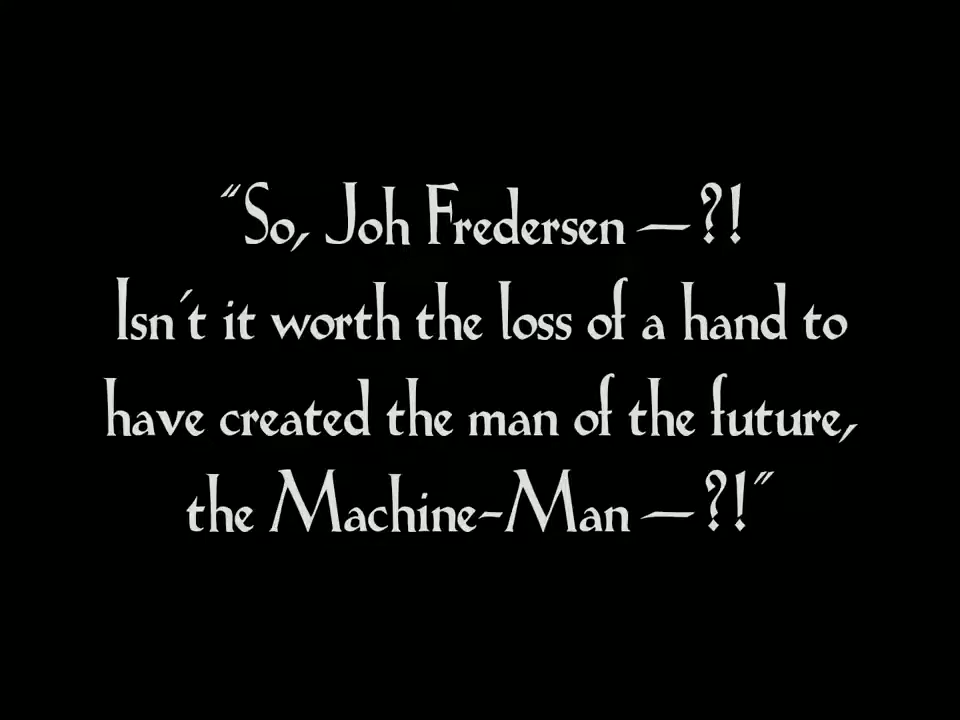 "So, Joh Fredersen —?!
Isn't it worth the loss of a hand to
have created the man of the future,
the Machine-Man —?!"